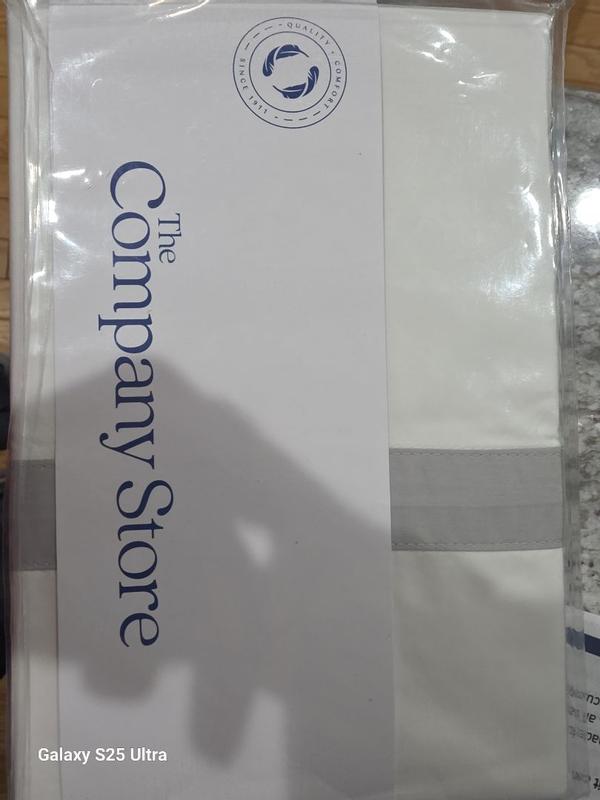 QUALITY • COMFORT
SINCE 1911
The
Company Store
Galaxy S25 Ultra